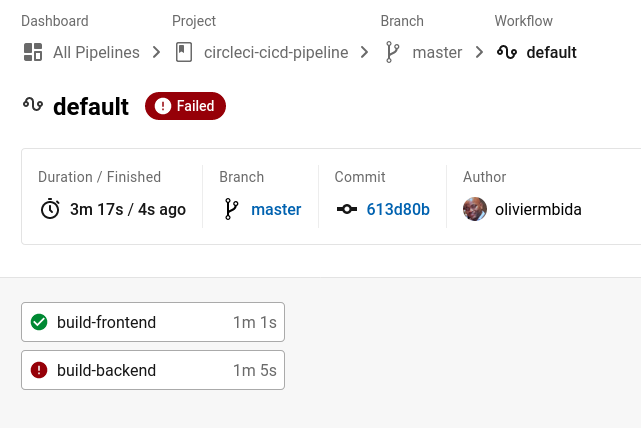 Dashboard Project Branch Workflow
All Pipelines circleci-cicd-pipeline master default
default Failed
Duration / Finished Branch Commit Author
3m 17s / 4s ago master 613d80b oliviermbida
build-frontend 1m 1s
build-backend 1m 5s